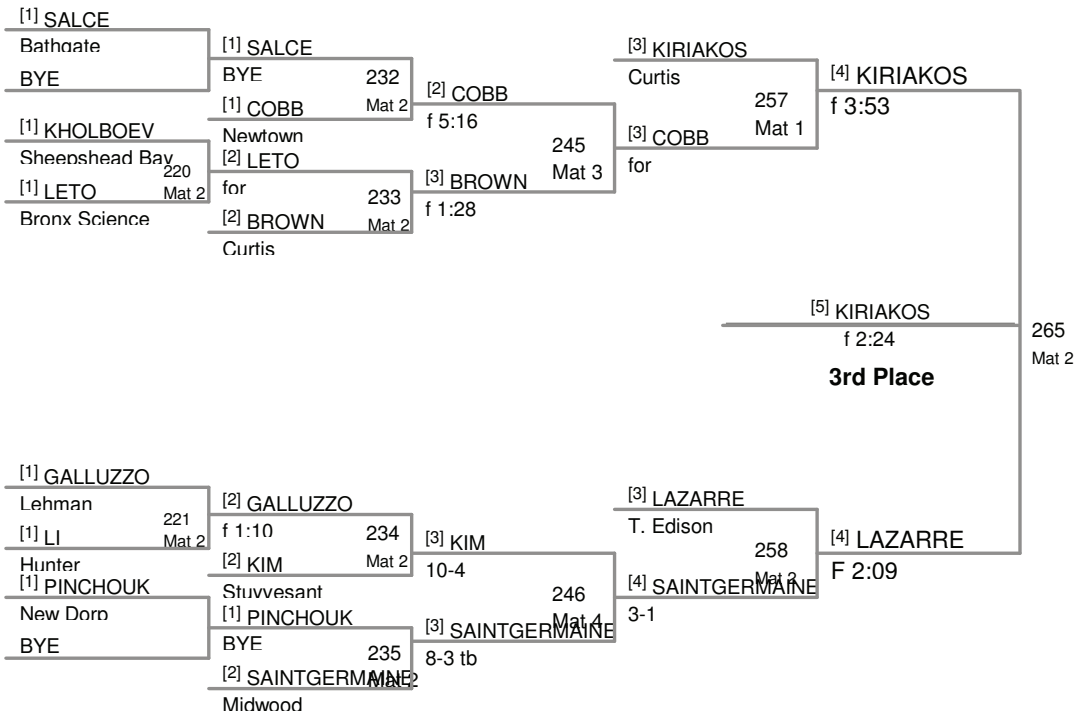 [1] SALCE
Bathgate
BYE
[1] KHOLBOEV
Sheepshead Bay
220
Mat 2
[1] LETO
Bronx Science
[1] SALCE
BYE
232
Mat 2
[1] COBB
Newtown
[2] LETO
for
233
Mat 2
[2] BROWN
Curtis
[2] COBB
f 5:16
245
Mat 3
[3] BROWN
f 1:28
[3] KIRIAKOS
Curtis
257
Mat 1
[3] COBB
for
[4] KIRIAKOS
f 3:53
[5] KIRIAKOS
f 2:24
3rd Place
265
Mat 2
[1] GALLUZZO
Lehman
221
Mat 2
[1] LI
Hunter
[1] PINCHOUK
New Dorp
BYE
[2] GALLUZZO
f 1:10
234
Mat 2
[2] KIM
Stuyvesant
[1] PINCHOUK
BYE
235
Mat 2
[2] SAINTGERMAINE
Midwood
[3] KIM
10-4
246
Mat 4
[3] SAINTGERMAINE
8-3 tb
[3] LAZARRE
T. Edison
258
Mat 2
[4] SAINTGERMAINE
3-1
[4] LAZARRE
F 2:09